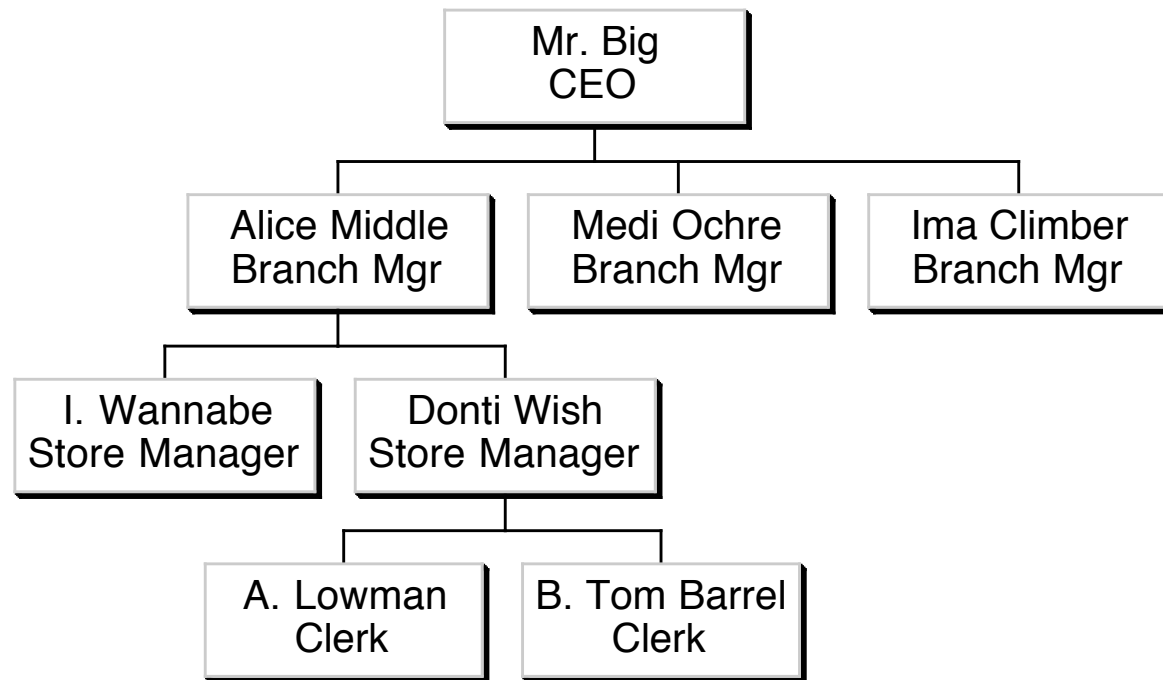 Mr. Big
CEO
Alice Middle
Branch Mgr
Medi Ochre
Branch Mgr
Ima Climber
Branch Mgr
I. Wannabe
Store Manager
Donti Wish
Store Manager
A. Lowman
Clerk
B. Tom Barrel
Clerk